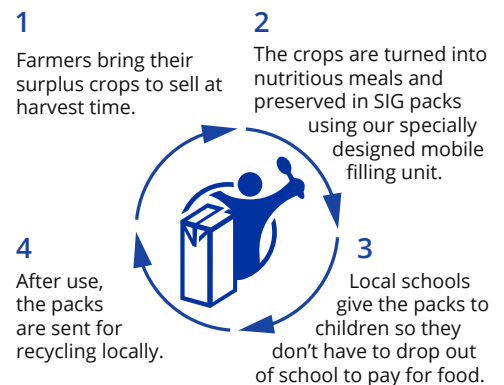 1
Farmers bring their
surplus crops to sell at
harvest time.
2
The crops are turned into
nutritious meals and
preserved in SIG packs
using our specially
designed mobile
filling unit.
3
Local schools
give the packs to
children so they
don’t have to drop out
of school to pay for food.
4
After use,
the packs
are sent for
recycling locally.